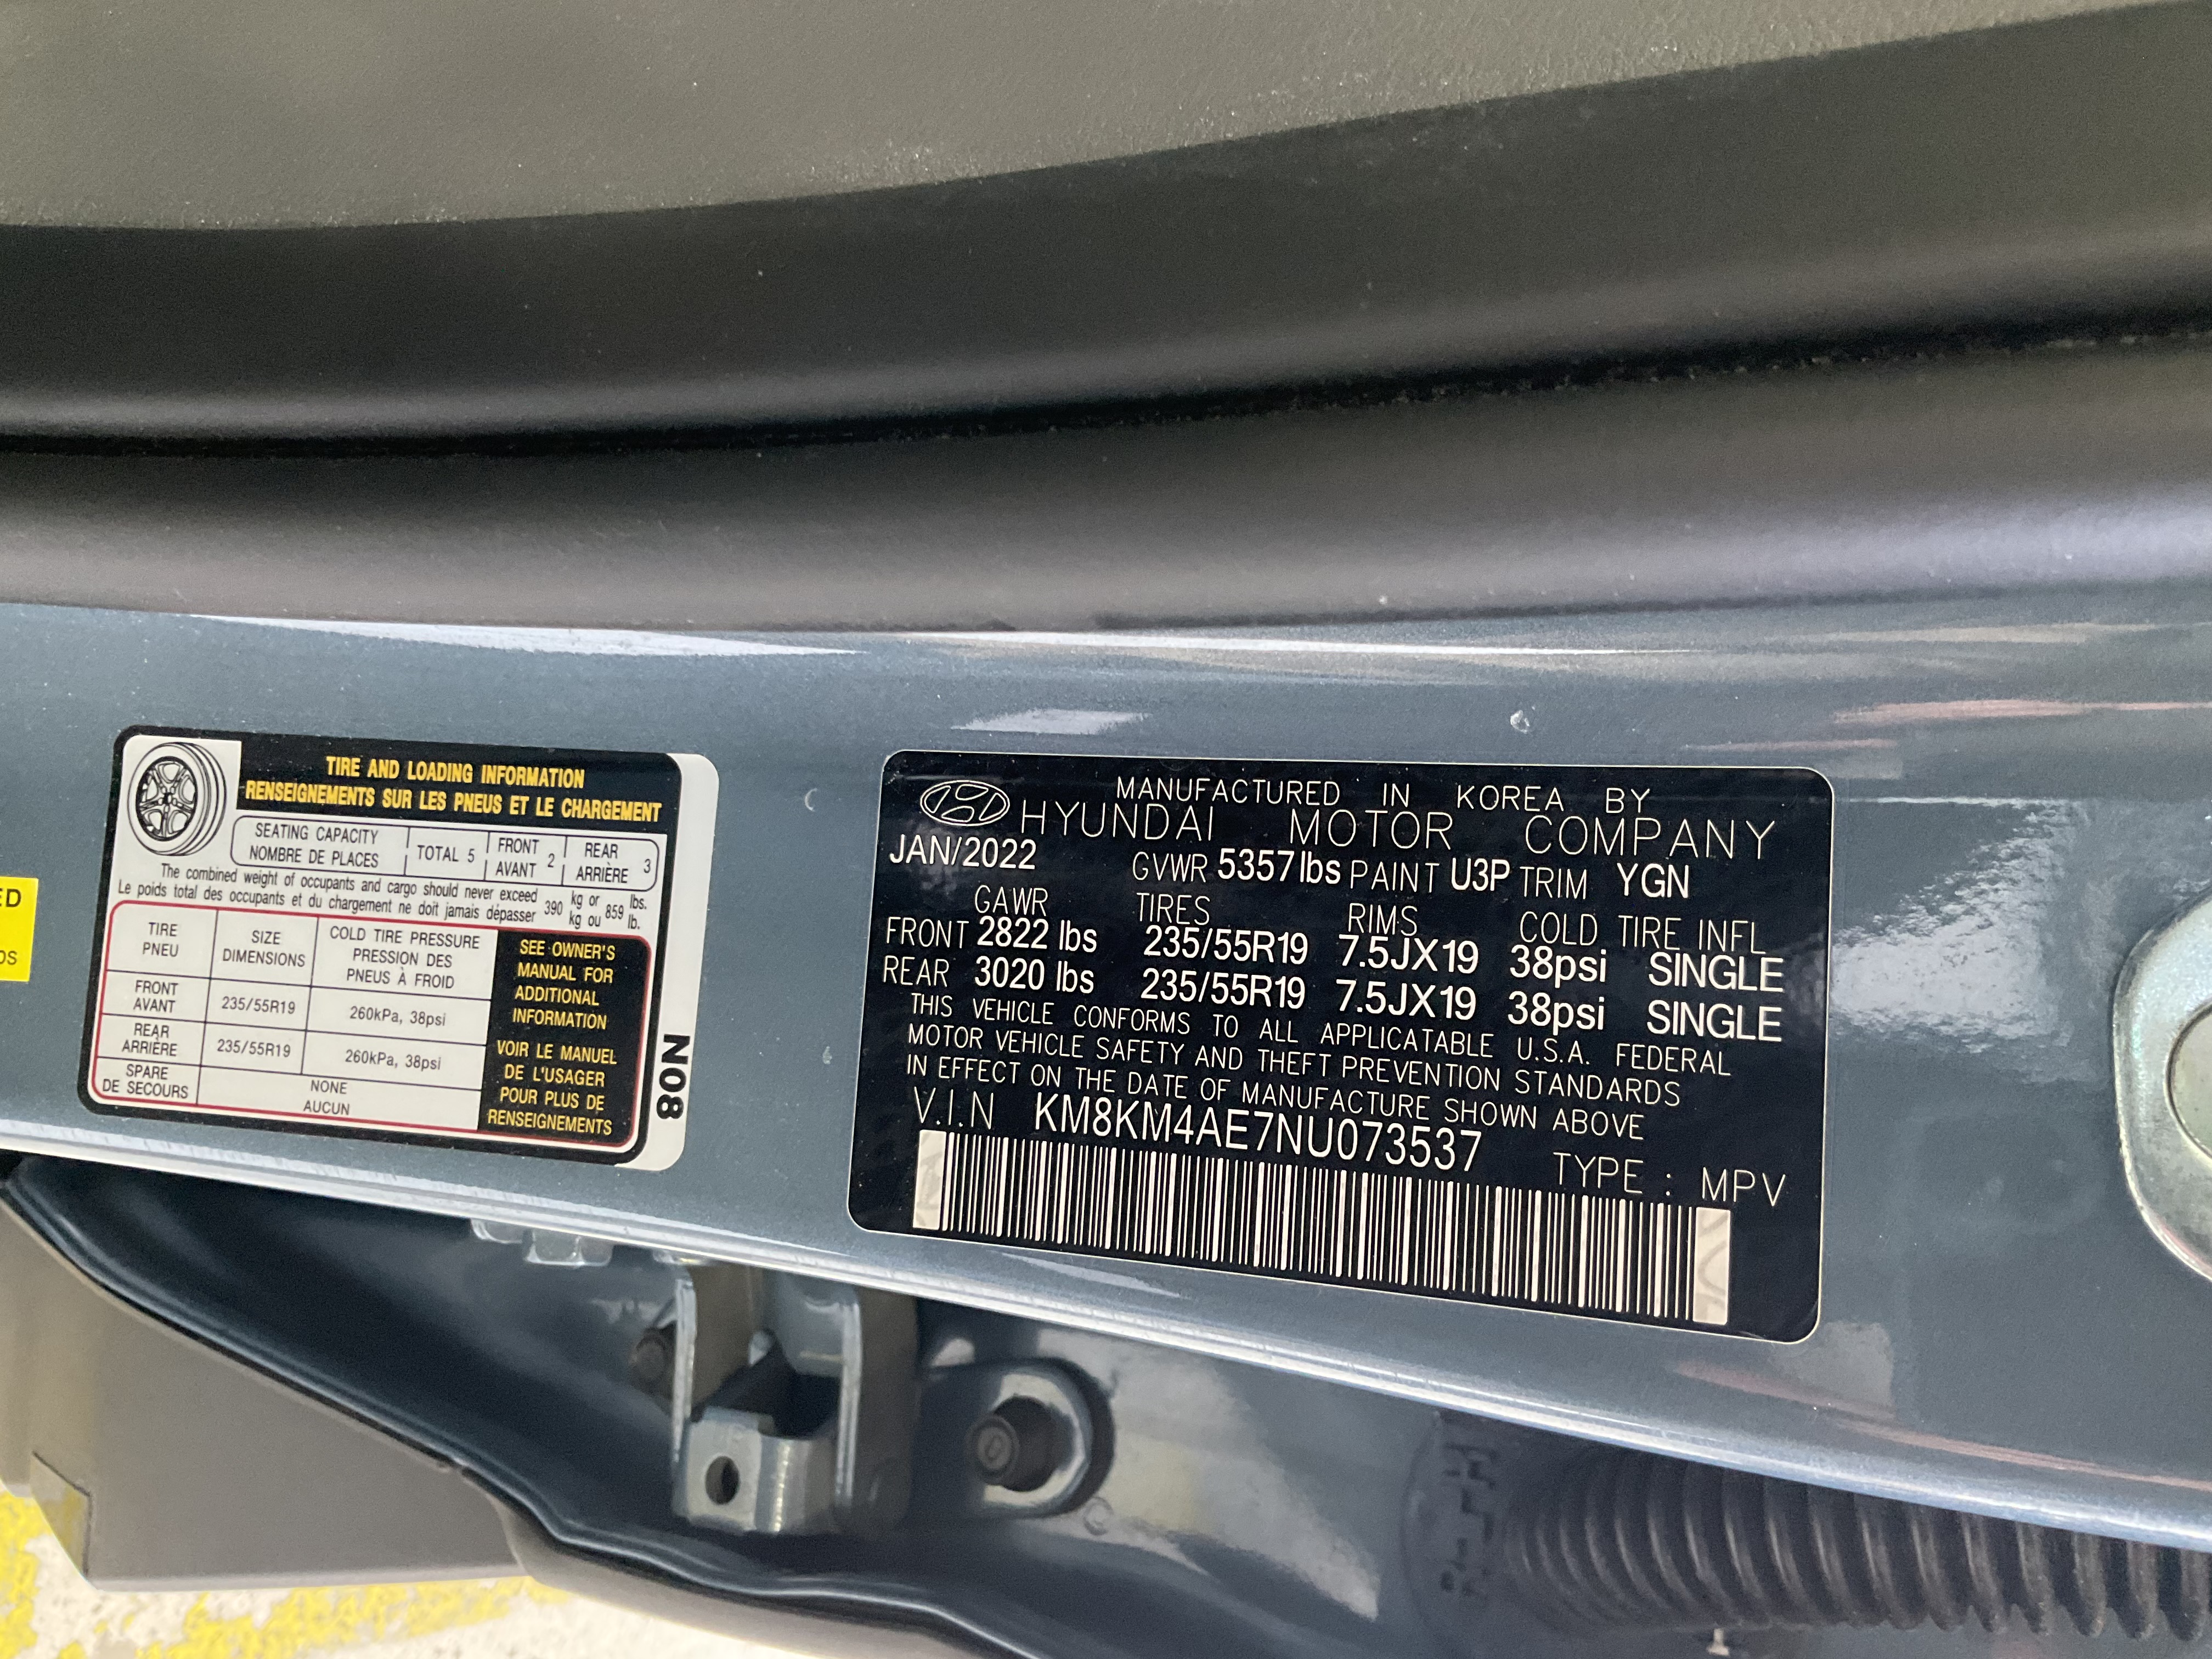 ED
OS
TIRE AND LOADING INFORMATION
RENSEIGNEMENTS SUR LES PNEUS ET LE CHARGEMENT
SEATING CAPACITY
NOMBRE DE PLACES
TOTAL 5
FRONT
AVANT
2
REAR
ARRIÈRE
3
The combined weight of occupants and cargo should never exceed 390 kg or 859 lbs.
Le poids total des occupants et du chargement ne doit jamais dépasser kg ou lb.
TIRE
PNEU
SIZE
DIMENSIONS
COLD TIRE PRESSURE
PRESSION DES
PNEUS À FROID
FRONT
AVANT
235/55R19
260kPa, 38psi
REAR
ARRIÈRE
235/55R19
260kPa, 38psi
SPARE
DE SECOURS
NONE
AUCUN
SEE OWNER'S
MANUAL FOR
ADDITIONAL
INFORMATION
VOIR LE MANUEL
DE L'USAGER
POUR PLUS DE
RENSEIGNEMENTS
N08
MANUFACTURED IN KOREA BY
HYUNDAI MOTOR COMPANY
JAN/2022 GVWR 5357lbs PAINT U3P TRIM YGN
GAWR TIRES RIMS COLD TIRE INFL
FRONT 2822 lbs 235/55R19 7.5JX19 38psi SINGLE
REAR 3020 lbs 235/55R19 7.5JX19 38psi SINGLE
THIS VEHICLE CONFORMS TO ALL APPLICATABLE U.S.A. FEDERAL
MOTOR VEHICLE SAFETY AND THEFT PREVENTION STANDARDS
IN EFFECT ON THE DATE OF MANUFACTURE SHOWN ABOVE
V.I.N KM8KM4AE7NU073537
TYPE : MPV